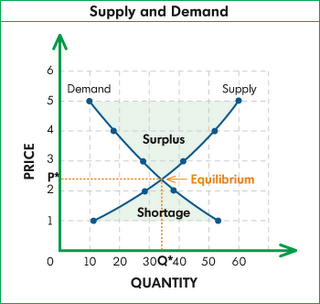 Supply and Demand
6
Demand
Supply
5
4
Surplus
3
PRICE
P*
Equilibrium
2
Shortage
1
0
10
20
30
Q*
40
50
60
QUANTITY